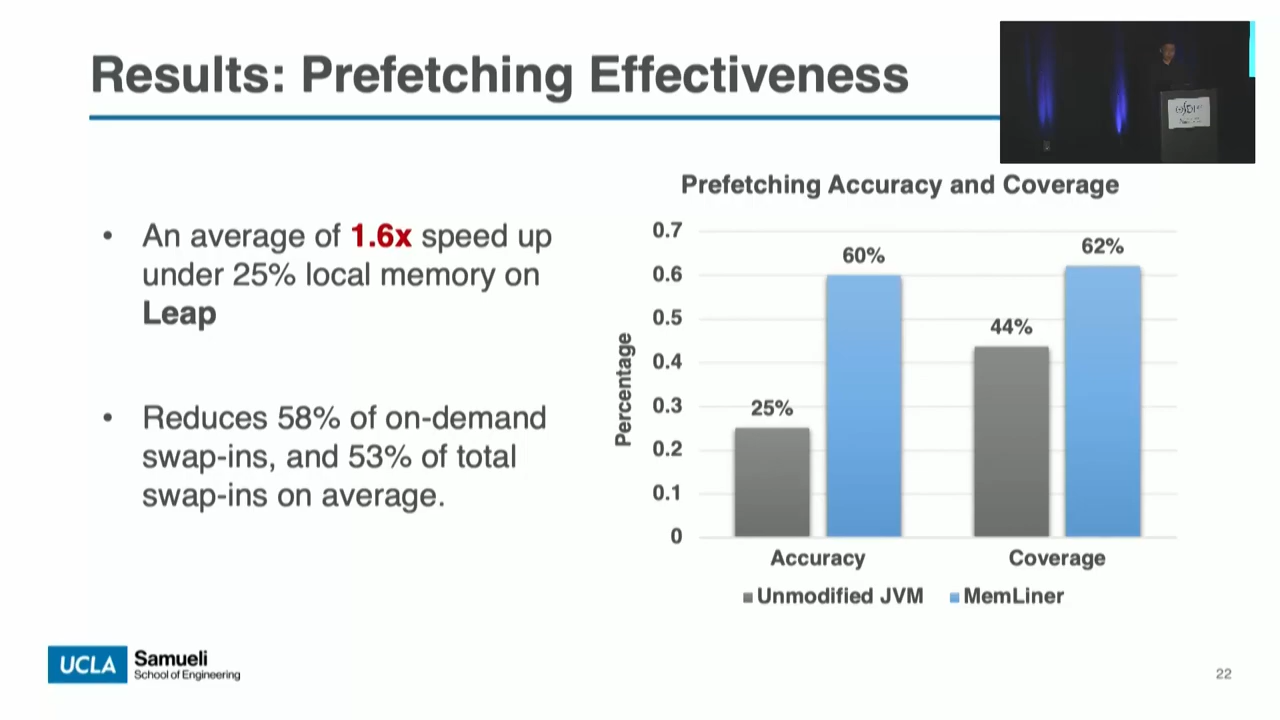 Results: Prefetching Effectiveness
• An average of 1.6x speed up
under 25% local memory on
Leap
• Reduces 58% of on-demand
swap-ins, and 53% of total
swap-ins on average.
Prefetching Accuracy and Coverage
Percentage
0.7
0.6
0.5
0.4
0.3
0.2
0.1
0
25%
60%
44%
62%
Accuracy
Coverage
Unmodified JVM
MemLiner
UCLA
Samueli
School of Engineering
22